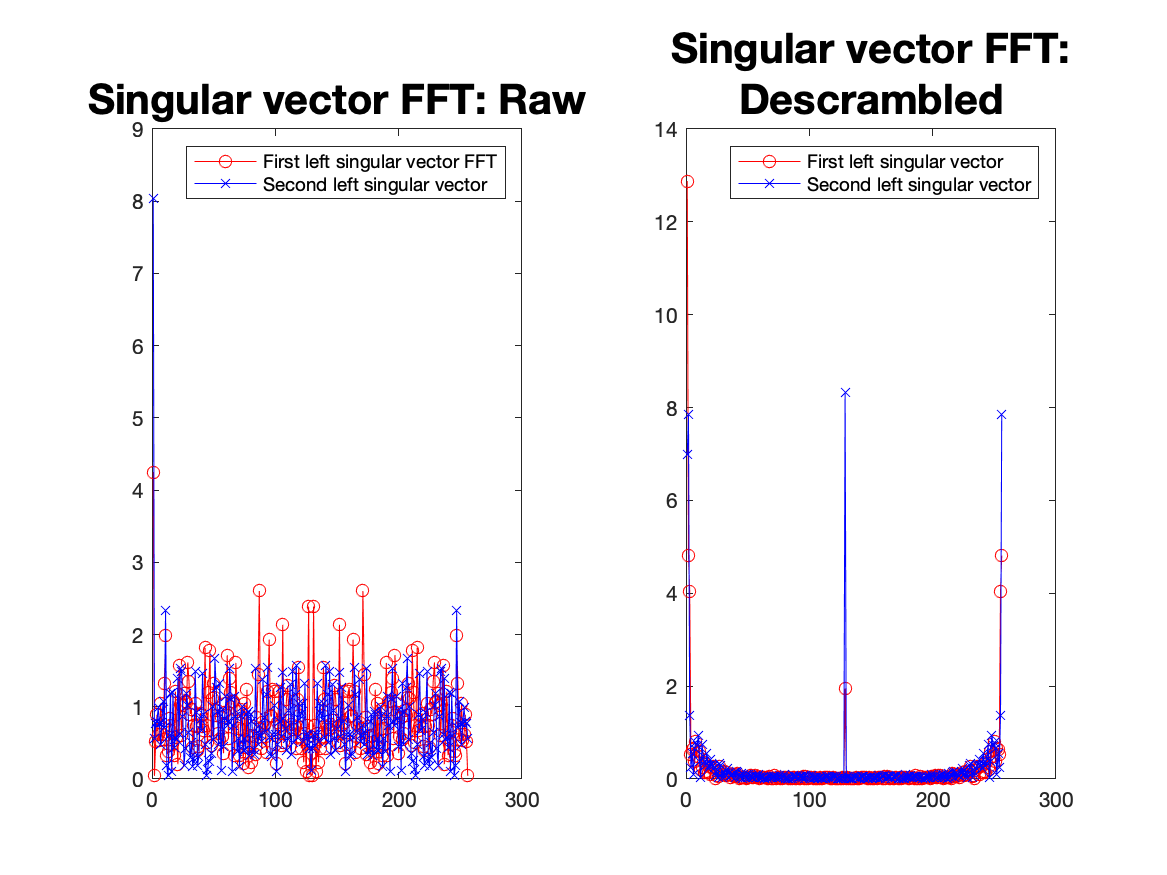 Singular vector FFT: Raw
9
8
7
6
5
4
3
2
1
0
0 100 200 300
First left singular vector FFT
Second left singular vector
Singular vector FFT:
Descrambled
14
12
10
8
6
4
2
0
0 100 200 300
First left singular vector
Second left singular vector